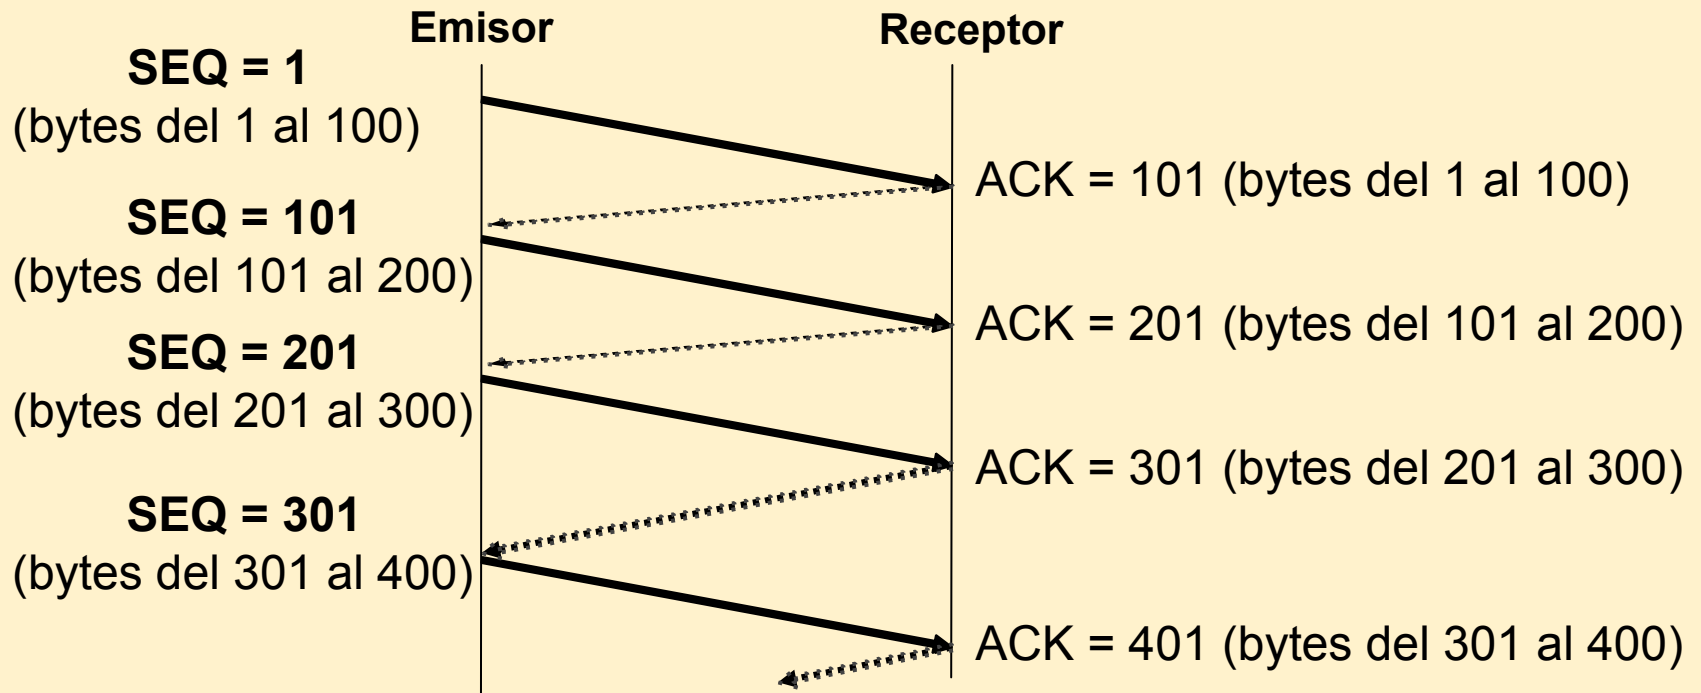 Emisor
Receptor
SEQ = 1
(bytes del 1 al 100)
ACK = 101 (bytes del 1 al 100)
SEQ = 101
(bytes del 101 al 200)
ACK = 201 (bytes del 101 al 200)
SEQ = 201
(bytes del 201 al 300)
ACK = 301 (bytes del 201 al 300)
SEQ = 301
(bytes del 301 al 400)
ACK = 401 (bytes del 301 al 400)